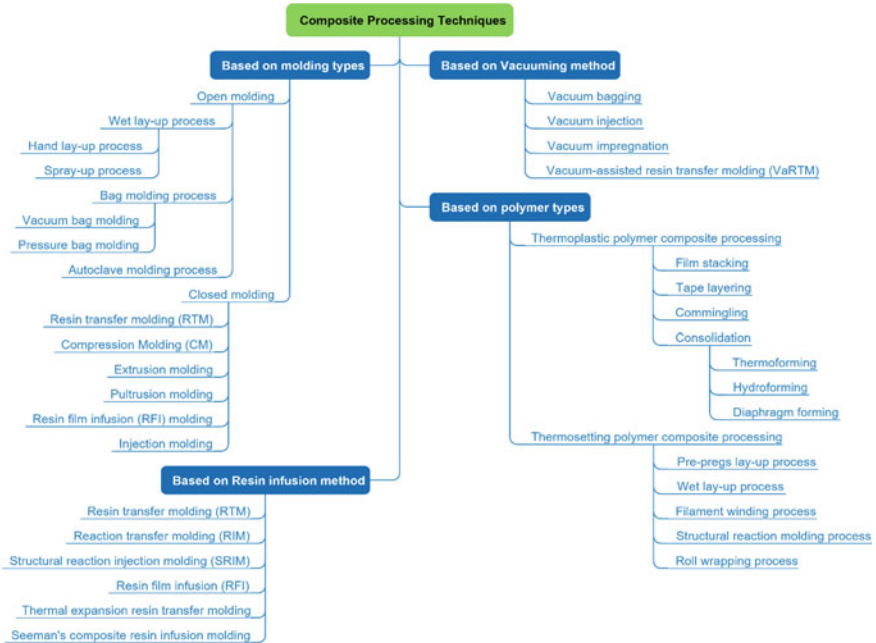 Composite Processing Techniques
Based on molding types
Open molding
Wet lay-up process
Hand lay-up process
Spray-up process
Bag molding process
Vacuum bag molding
Pressure bag molding
Autoclave molding process
Closed molding
Resin transfer molding (RTM)
Compression Molding (CM)
Extrusion molding
Pultrusion molding
Resin film infusion (RFI) molding
Injection molding
Based on Resin infusion method
Resin transfer molding (RTM)
Reaction transfer molding (RIM)
Structural reaction injection molding (SRIM)
Resin film infusion (RFI)
Thermal expansion resin transfer molding
Seeman's composite resin infusion molding
Based on Vacuuming method
Vacuum bagging
Vacuum injection
Vacuum impregnation
Vacuum-assisted resin transfer molding (VaRTM)
Based on polymer types
Thermoplastic polymer composite processing
Film stacking
Tape layering
Commingling
Consolidation
Thermoforming
Hydroforming
Diaphragm forming
Thermosetting polymer composite processing
Pre-pregs lay-up process
Wet lay-up process
Filament winding process
Structural reaction molding process
Roll wrapping process